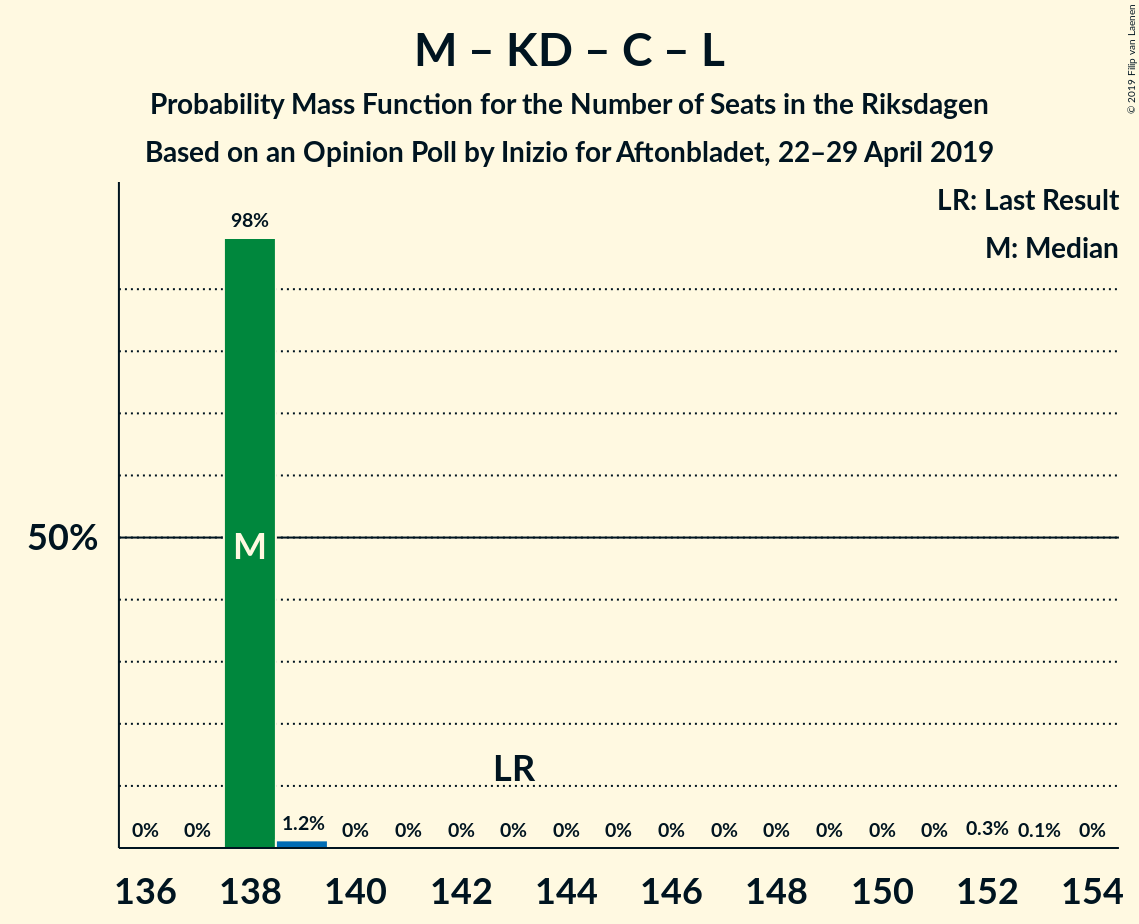 M – KD – C – L
Probability Mass Function for the Number of Seats in the Riksdagen
Based on an Opinion Poll by Inizio for Aftonbladet, 22–29 April 2019
© 2019 Filip van Laenen
LR: Last Result
M: Median
98%
50%
M
LR
0% 0% 1.2% 0% 0% 0% 0% 0% 0% 0% 0% 0% 0% 0% 0% 0.3% 0.1% 0%
136 138 140 142 144 146 148 150 152 154